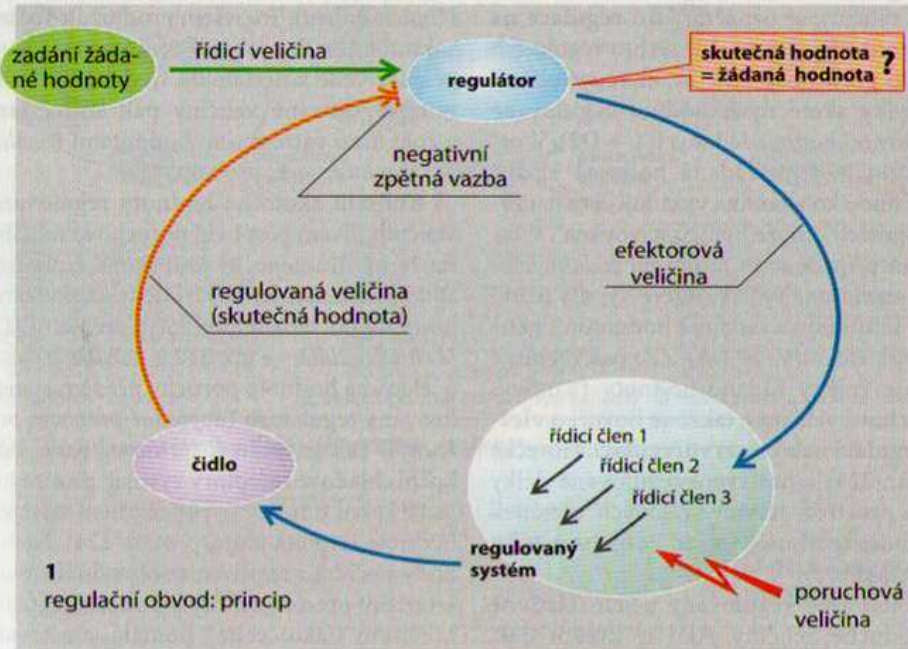 zadání žáda-
né hodnoty
řídicí veličina
regulátor
skutečná hodnota
= žádaná hodnota ?
negativní
zpětná vazba
efektorová
veličina
regulovaná veličina
(skutečná hodnota)
čidlo
řídicí člen 1
řídicí člen 2
řídicí člen 3
regulovaný
systém
poruchová
veličina
1
regulační obvod: princip